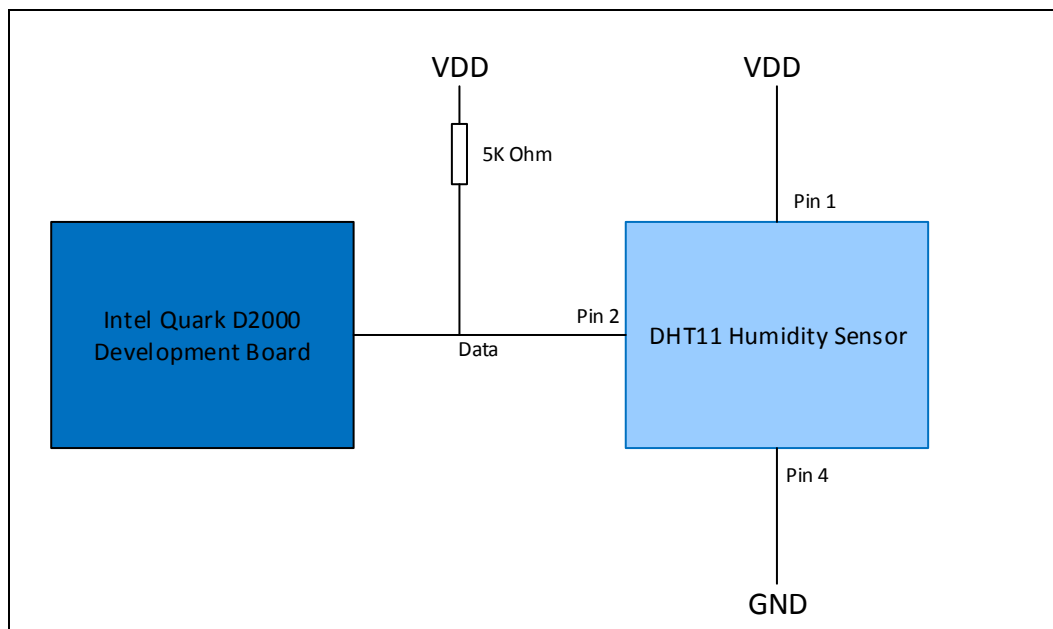 VDD
VDD
5K Ohm
Pin 1
Intel Quark D2000
Development Board
Pin 2
Data
DHT11 Humidity Sensor
Pin 4
GND